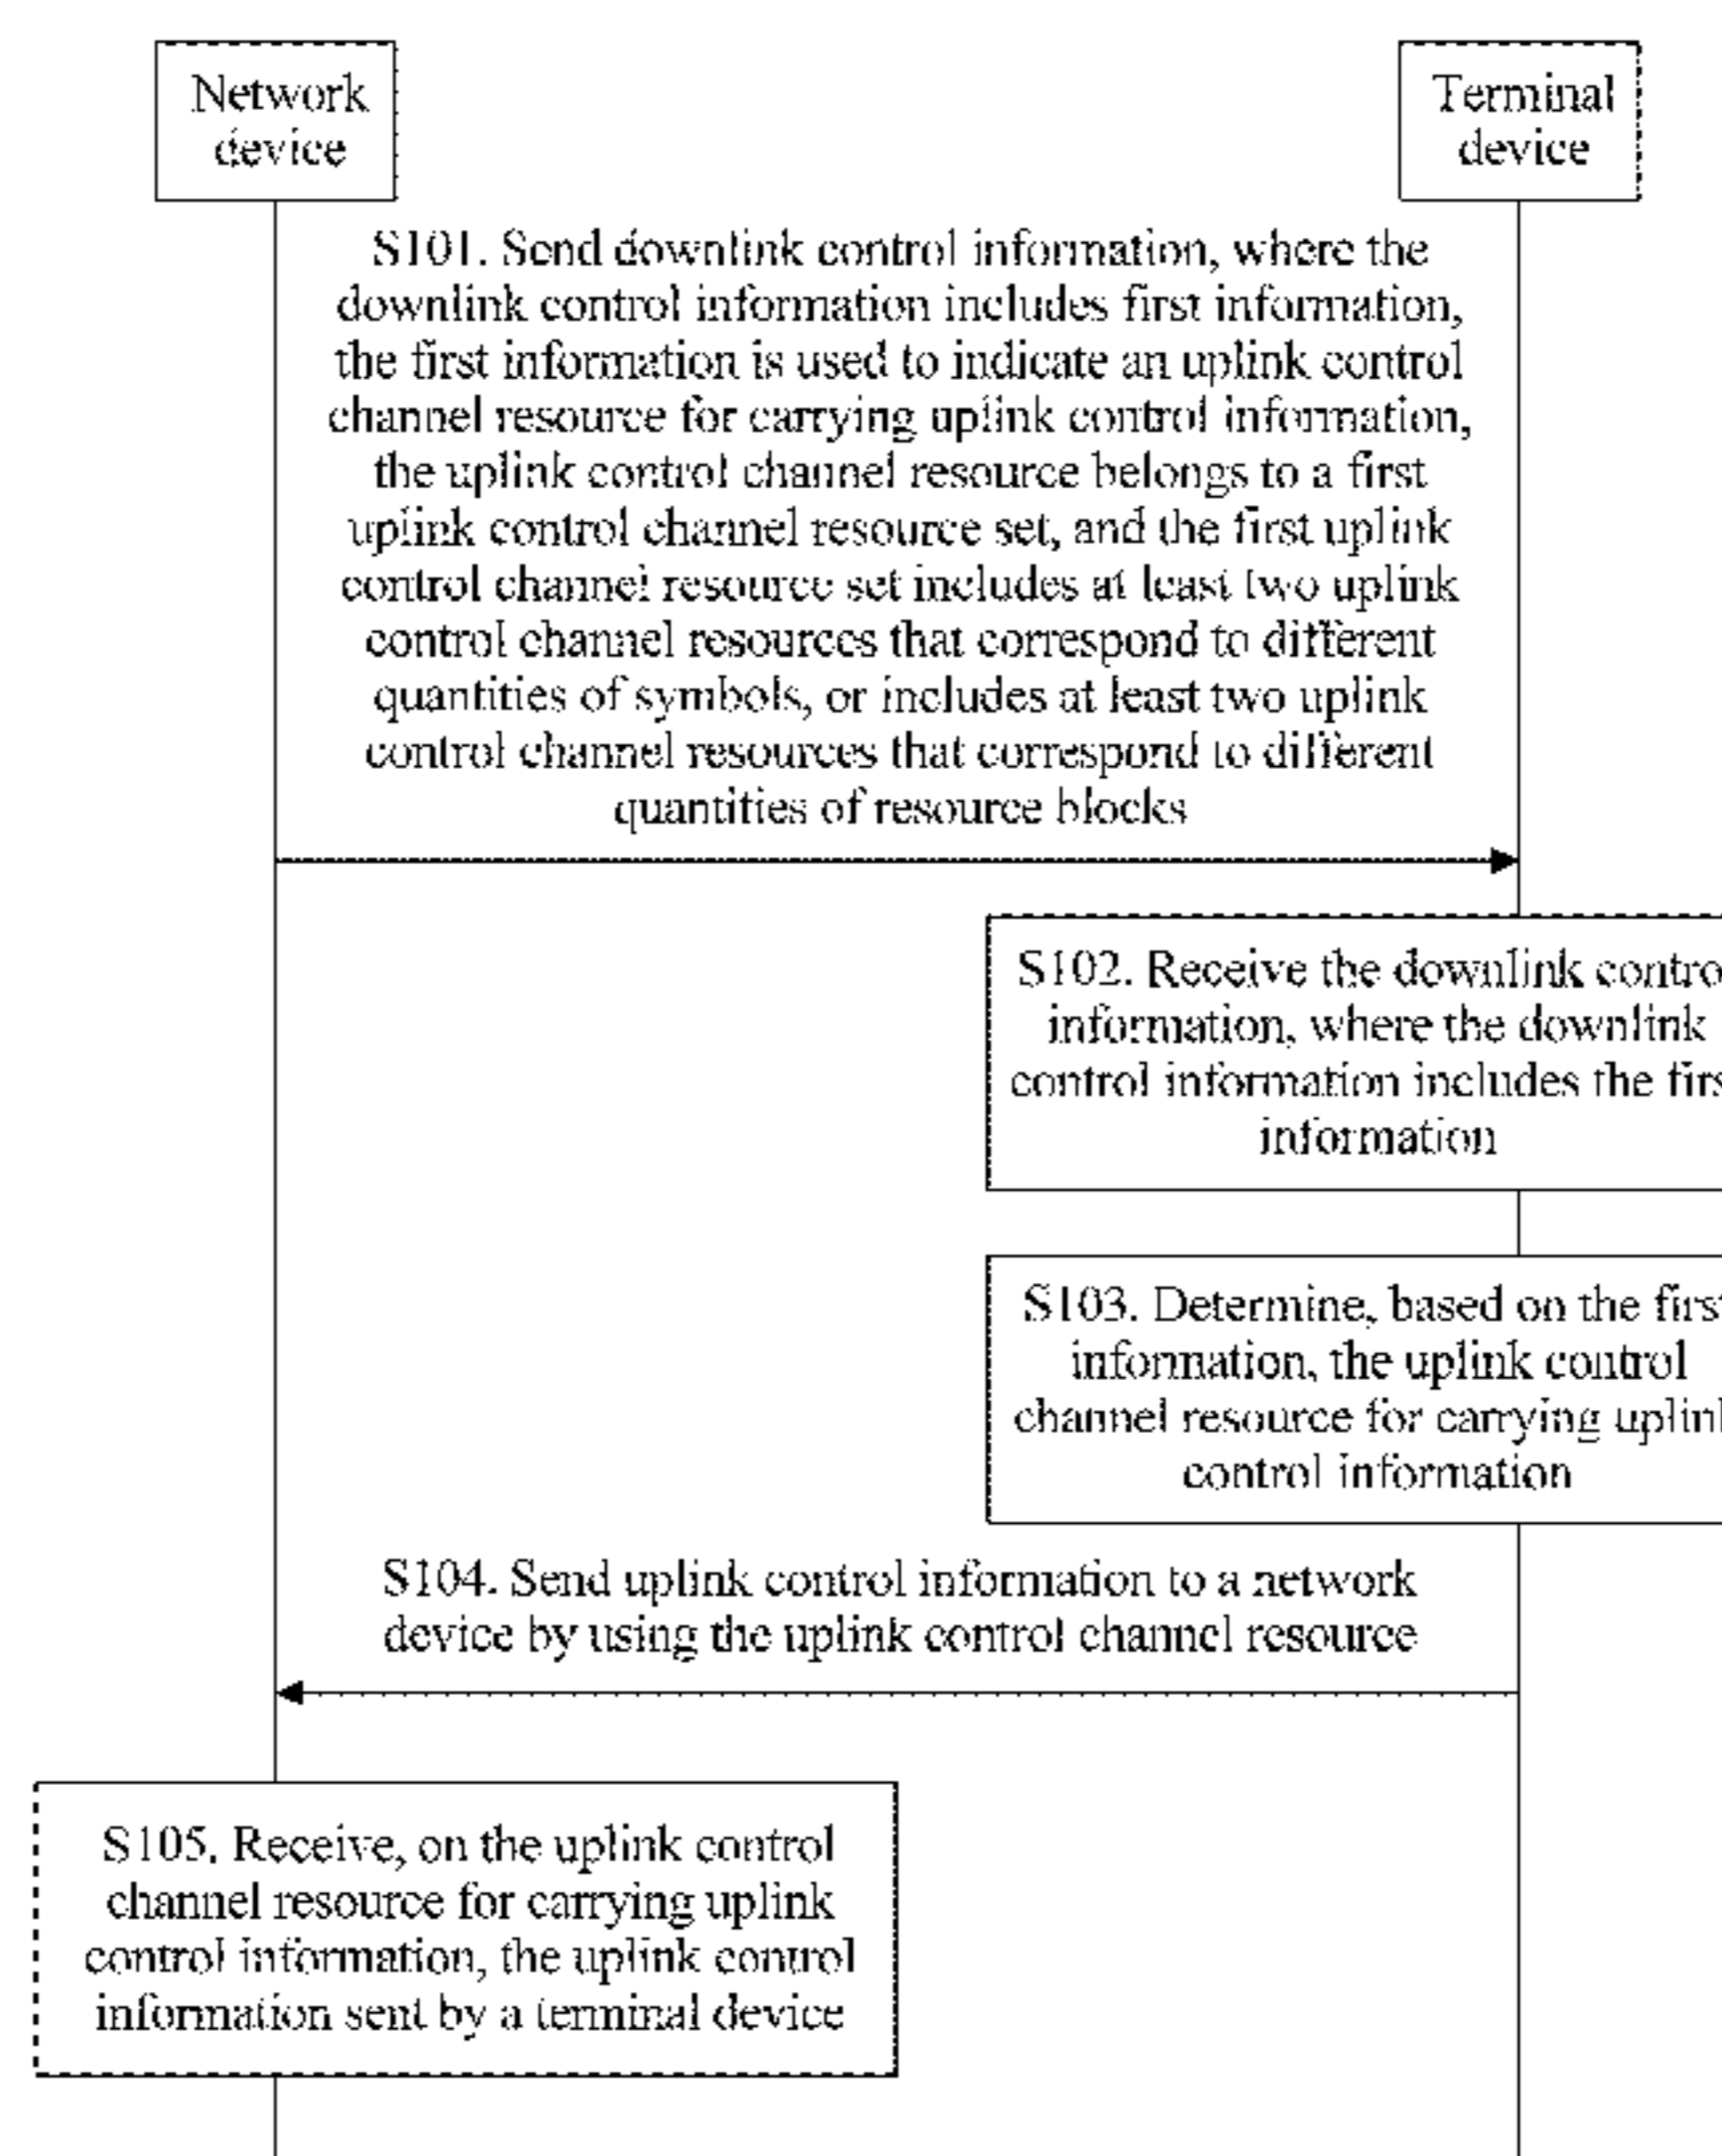 Network
device
Terminal
device
S101. Send downlink control information, where the
downlink control information includes first information,
the first information is used to indicate an uplink control
channel resource for carrying uplink control information,
the uplink control channel resource belongs to a first
uplink control channel resource set, and the first uplink
control channel resource set includes at least two uplink
control channel resources that correspond to different
quantities of symbols, or includes at least two uplink
control channel resources that correspond to different
quantities of resource blocks
S102. Receive the downlink contro
information, where the downlink
control information includes the firs
information
S103. Determine, based on the first
information, the uplink control
channel resource for carrying uplink
control information
S104. Send uplink control information to a network
device by using the uplink control channel resource
S105. Receive, on the uplink control
channel resource for carrying uplink
control information, the uplink control
information sent by a terminal device